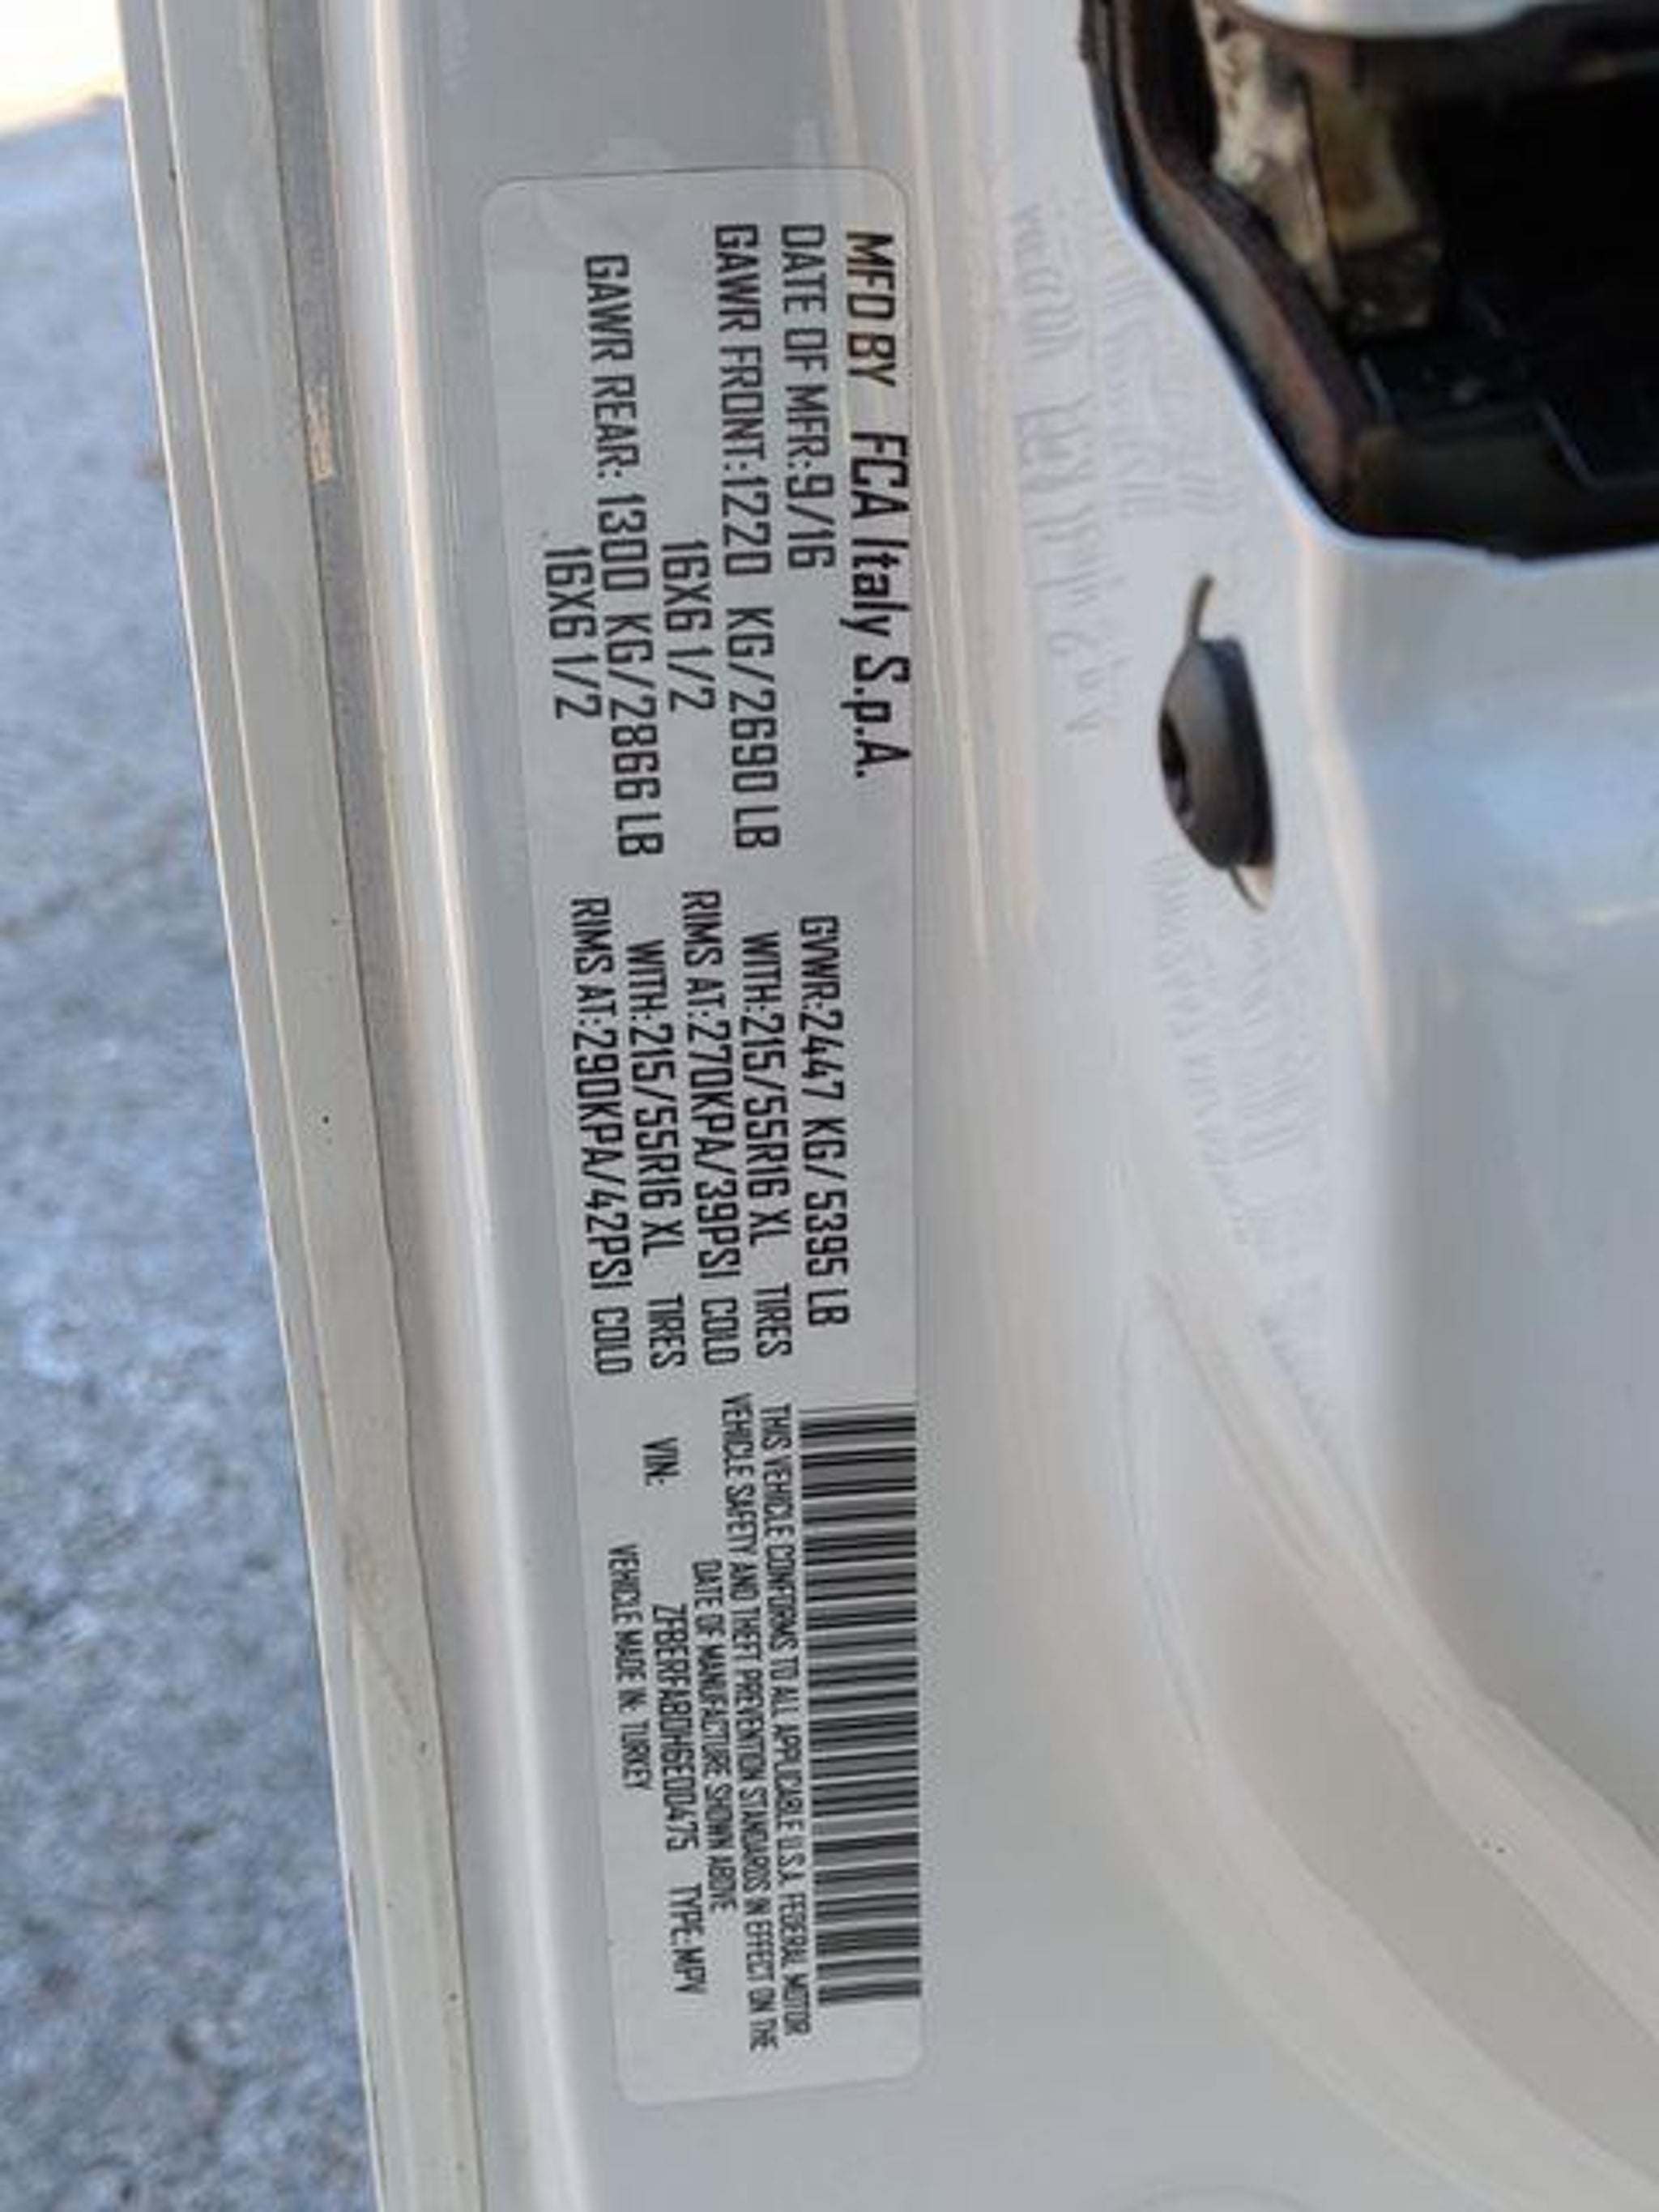 MFD BY FCA Italy S.p.A.
DATE OF MFR:9/16
GVWR:2447 KG/5395 LB
GAWR FRONT:1220 KG/2690 LB
WITH:215/55R16 XL TIRES
16X6 1/2
RIMS AT:270KPA/39PSI COLD
GAWR REAR: 1300 KG/2866 LB
WITH:215/55R16 XL TIRES
16X6 1/2
RIMS AT:290KPA/42PSI COLD
THIS VEHICLE CONFORMS TO ALL APPLICABLE U.S.A. FEDERAL MOTOR
VEHICLE SAFETY AND THEFT PREVENTION STANDARDS IN EFFECT ON THE
DATE OF MANUFACTURE SHOWN ABOVE
VIN: ZFBERFAB0H6E00475 TYPE:MPV
VEHICLE MADE IN: TURKEY